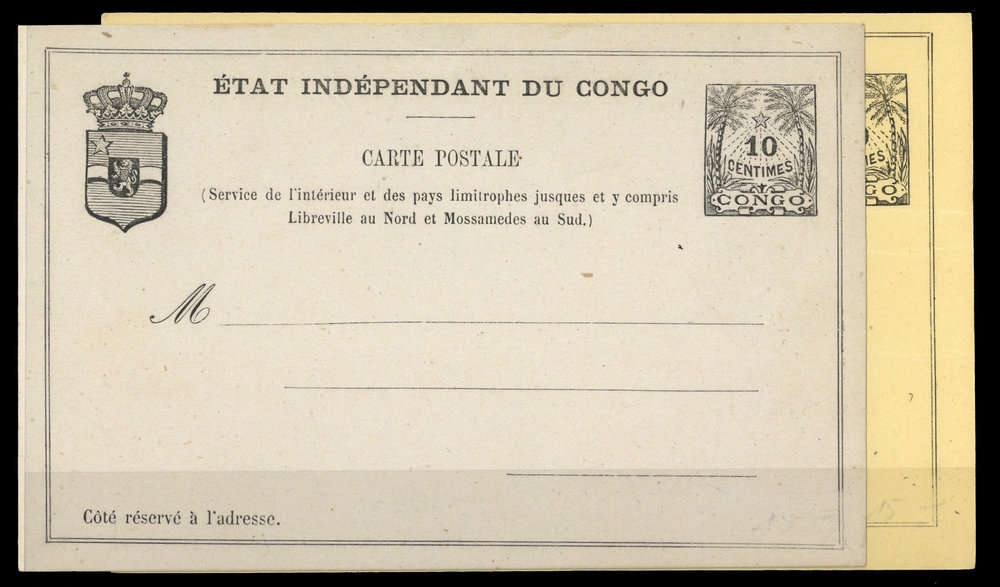 ÉTAT INDÉPENDANT DU CONGO
CARTE POSTALE
(Service de l'intérieur et des pays limitrophes jusques et y compris
Libreville au Nord et Mossamedes au Sud.)
10
CENTIMES
CONGO
M
Côté réservé à l'adresse.